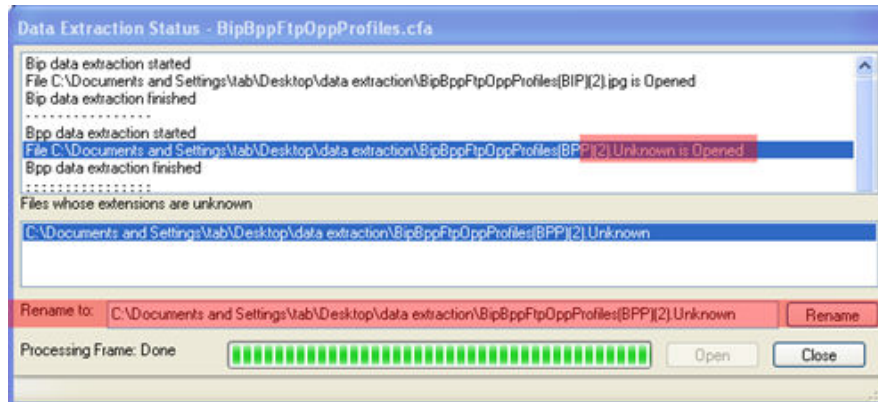 Data Extraction Status - BipBppFtpOppProfiles.cfa
Bip data extraction started
File C:\Documents and Settings\tab\Desktop\data extraction\BipBppFtpOppProfiles(BIP)(2).jpg is Opened
Bip data extraction finished
- - - - - - - - - - - - - - - -
Bpp data extraction started
File C:\Documents and Settings\tab\Desktop\data extraction\BipBppFtpOppProfiles(BPP)(2).Unknown is Opened
Bpp data extraction finished
: : : : : : : : : : : : : : : :
Files whose extensions are unknown
C:\Documents and Settings\tab\Desktop\data extraction\BipBppFtpOppProfiles(BPP)(2).Unknown
Rename to: C:\Documents and Settings\tab\Desktop\data extraction\BipBppFtpOppProfiles(BPP)(2).Unknown Rename
Processing Frame: Done Open Close